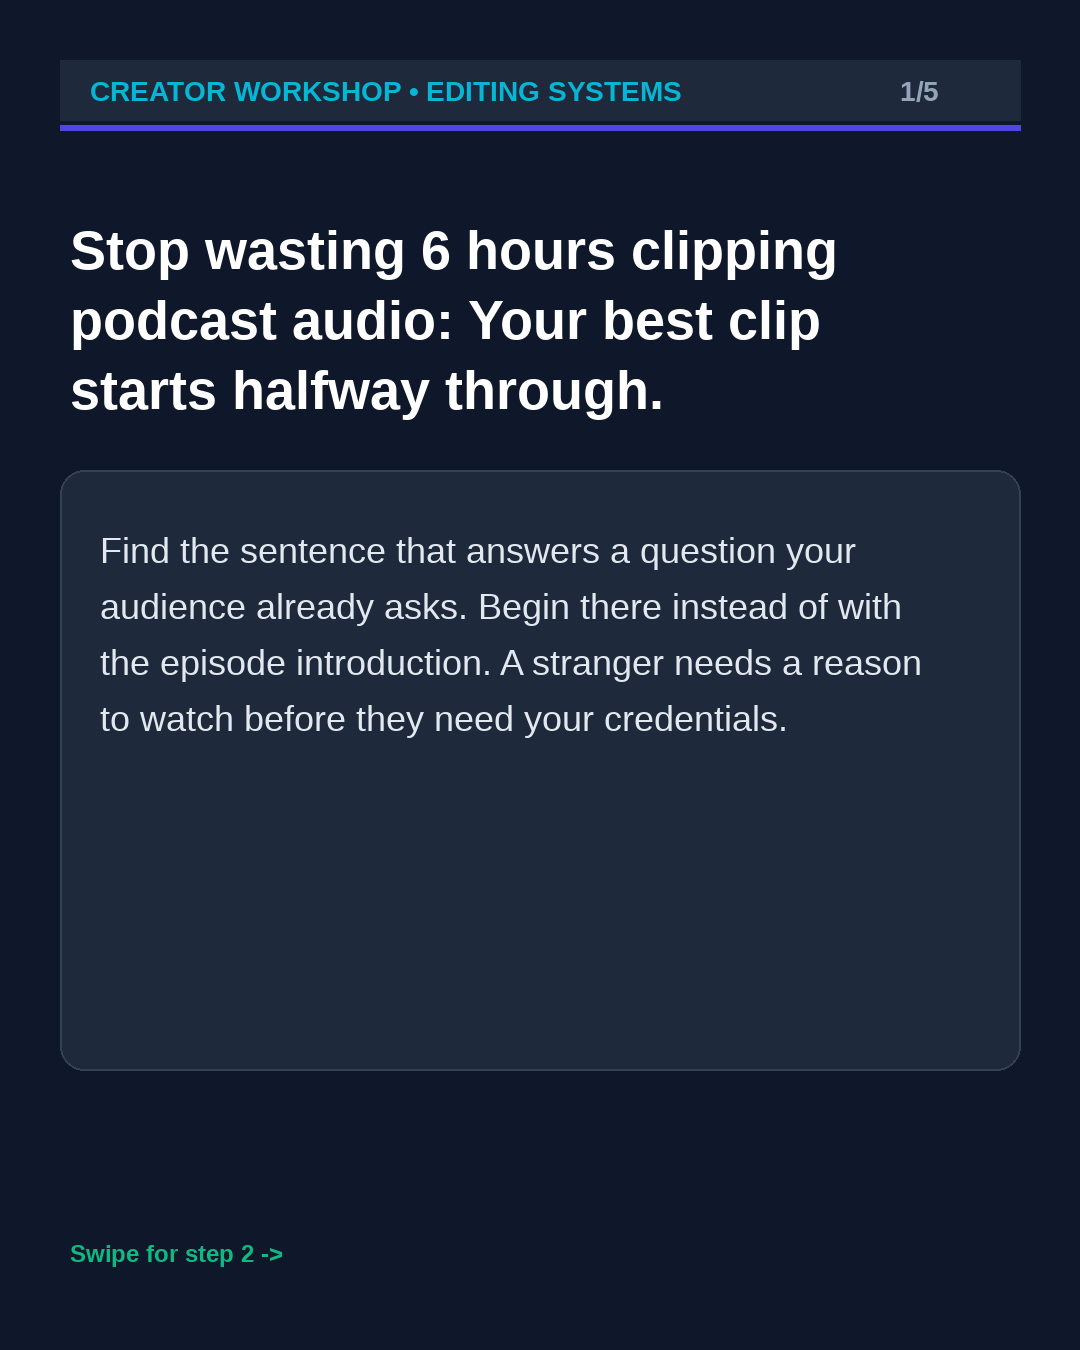 CREATOR WORKSHOP • EDITING SYSTEMS 1/5
Stop wasting 6 hours clipping
podcast audio: Your best clip
starts halfway through.
Find the sentence that answers a question your
audience already asks. Begin there instead of with
the episode introduction. A stranger needs a reason
to watch before they need your credentials.
Swipe for step 2 ->